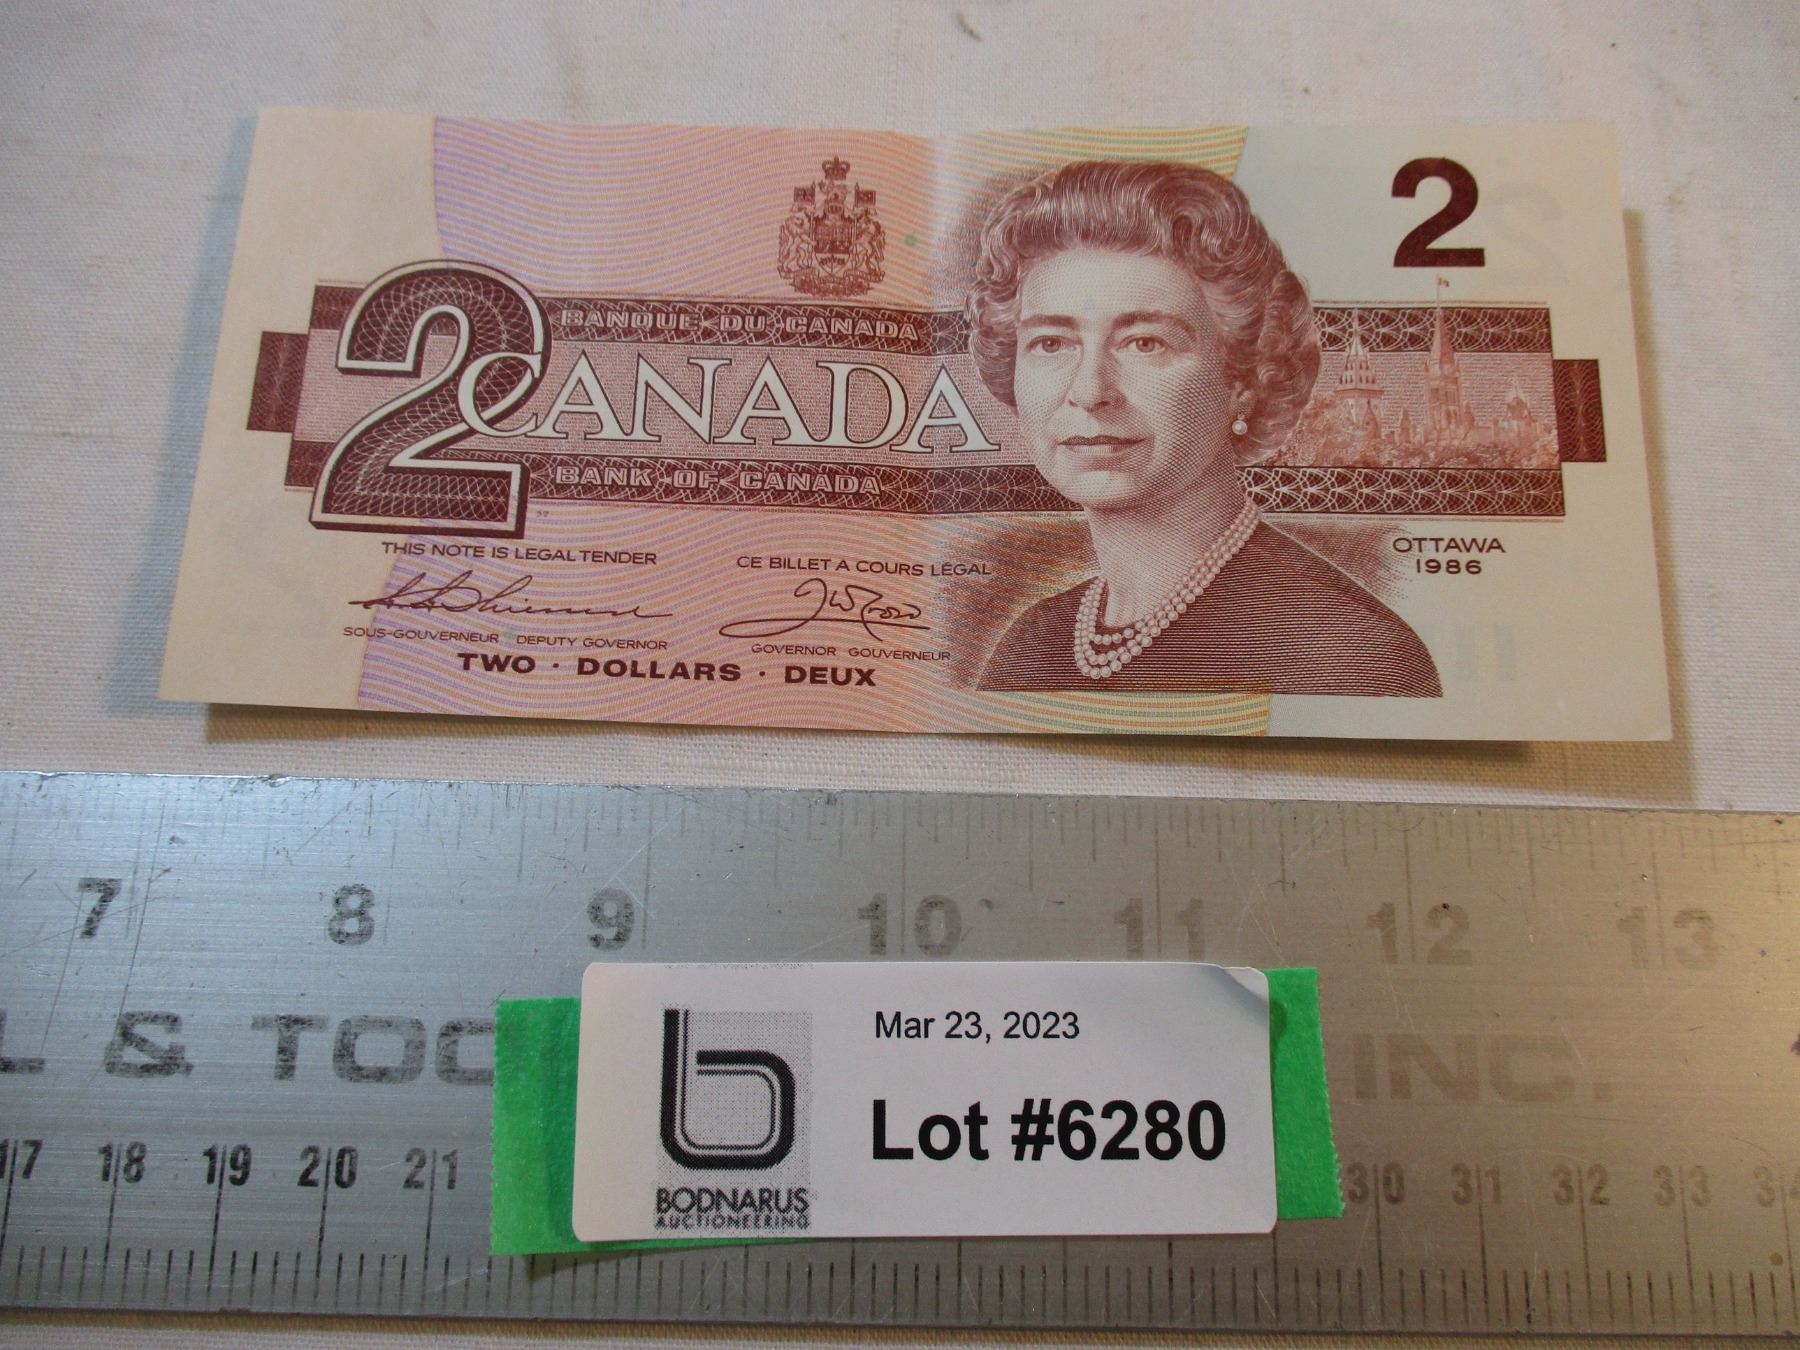 2
BANQUE DU CANADA
2 CANADA
BANK OF CANADA
THIS NOTE IS LEGAL TENDER
CE BILLET A COURS LÉGAL
OTTAWA
1986
SOUS-GOUVERNEUR DEPUTY GOVERNOR
GOVERNOR GOUVERNEUR
TWO · DOLLARS · DEUX
7 8 9 10 11 12 13
Mar 23, 2023
L & TOO
INC.
Lot #6280
17 18 19 20 21
30 31 32 33
b
BODNARUS
AUCTIONEERING